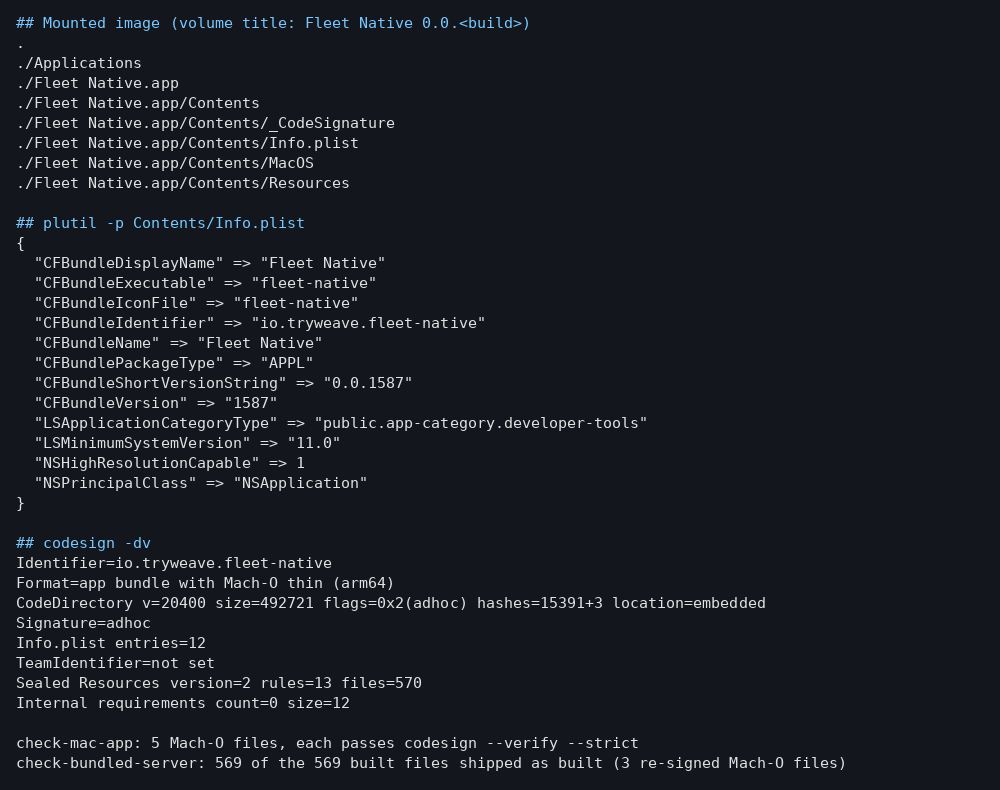 ## Mounted image (volume title: Fleet Native 0.0.<build>)
.
./Applications
./Fleet Native.app
./Fleet Native.app/Contents
./Fleet Native.app/Contents/_CodeSignature
./Fleet Native.app/Contents/Info.plist
./Fleet Native.app/Contents/MacOS
./Fleet Native.app/Contents/Resources

## plutil -p Contents/Info.plist
{
  "CFBundleDisplayName" => "Fleet Native"
  "CFBundleExecutable" => "fleet-native"
  "CFBundleIconFile" => "fleet-native"
  "CFBundleIdentifier" => "io.tryweave.fleet-native"
  "CFBundleName" => "Fleet Native"
  "CFBundlePackageType" => "APPL"
  "CFBundleShortVersionString" => "0.0.1587"
  "CFBundleVersion" => "1587"
  "LSApplicationCategoryType" => "public.app-category.developer-tools"
  "LSMinimumSystemVersion" => "11.0"
  "NSHighResolutionCapable" => 1
  "NSPrincipalClass" => "NSApplication"
}

## codesign -dv
Identifier=io.tryweave.fleet-native
Format=app bundle with Mach-O thin (arm64)
CodeDirectory v=20400 size=492721 flags=0x2(adhoc) hashes=15391+3 location=embedded
Signature=adhoc
Info.plist entries=12
TeamIdentifier=not set
Sealed Resources version=2 rules=13 files=570
Internal requirements count=0 size=12

check-mac-app: 5 Mach-O files, each passes codesign --verify --strict
check-bundled-server: 569 of the 569 built files shipped as built (3 re-signed Mach-O files)